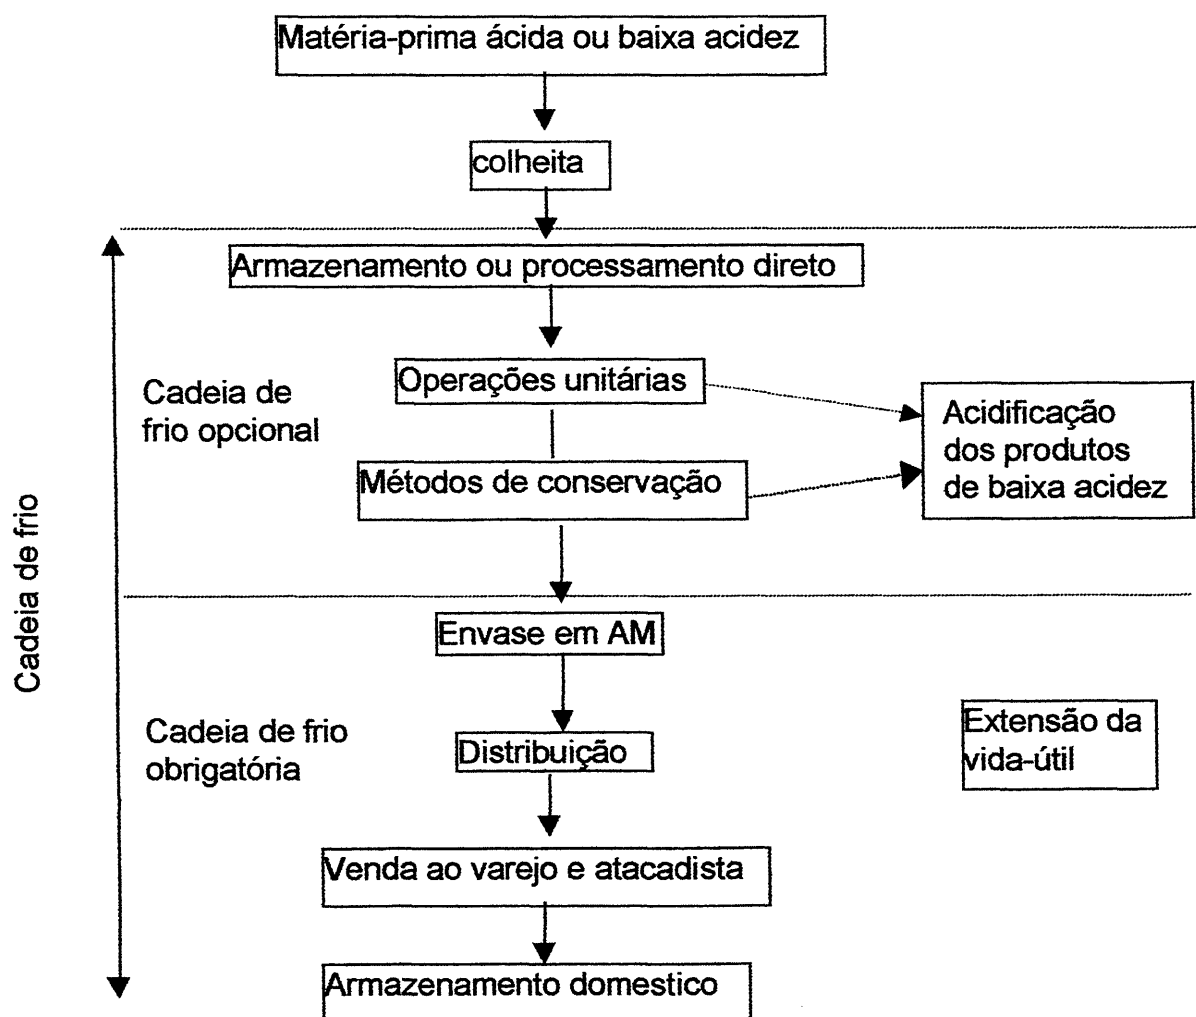 Matéria-prima ácida ou baixa acidez
colheita
Armazenamento ou processamento direto
Operações unitárias
Cadeia de
frio opcional
Acidificação
dos produtos
de baixa acidez
Métodos de conservação
Cadeia de frio
Envase em AM
Cadeia de frio
obrigatória
Distribuição
Extensão da
vida-útil
Venda ao varejo e atacadista
Armazenamento domestico